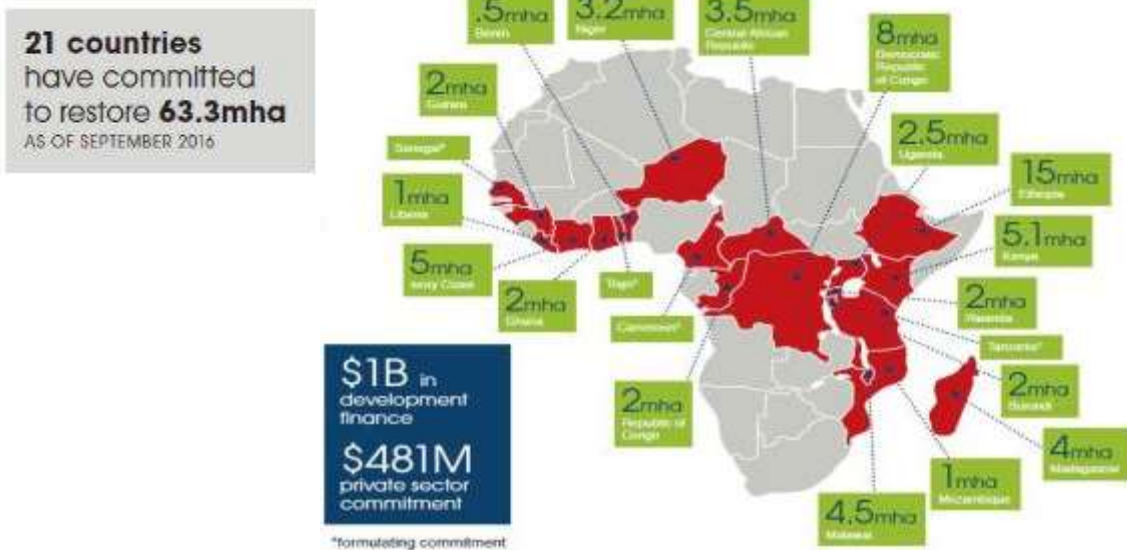 21 countries
have committed
to restore 63.3mha
AS OF SEPTEMBER 2016
.5mha
Benin
3.2mha
Niger
3.5mha
Central African
Republic
8mha
Democratic
Republic
of Congo
2mha
Guinea
2.5mha
Uganda
Senegal*
15mha
Ethiopia
1mha
Liberia
5.1mha
Kenya
5mha
Ivory Coast
Togo*
2mha
Ghana
2mha
Rwanda
Cameroon*
Tanzania*
2mha
Burundi
$1B in
development
finance
$481M
private sector
commitment
2mha
Republic of
Congo
4mha
Madagascar
1mha
Mozambique
4.5mha
Malawi
*formulating commitment